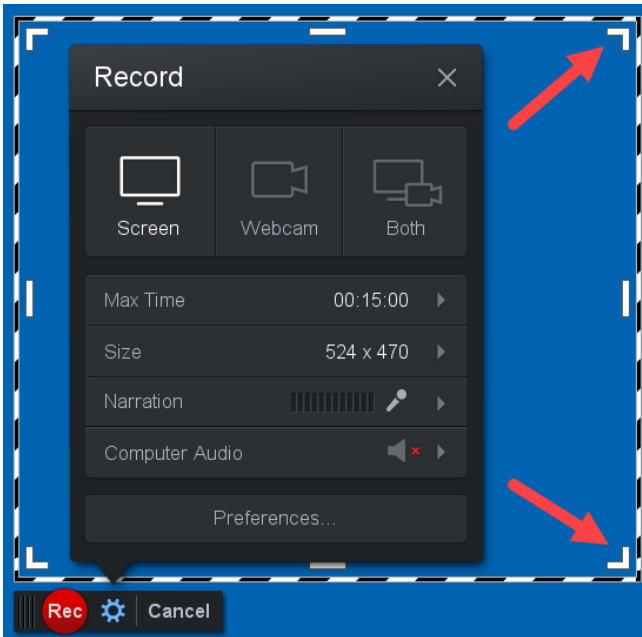 Record
Screen Webcam Both
Max Time 00:15:00
Size 524 x 470
Narration
Computer Audio
Preferences...
Rec Cancel